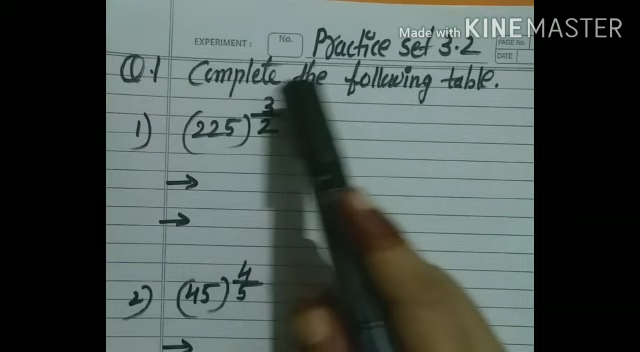 Made with KINEMASTER
EXPERIMENT : No. Practice set 3.2 PAGE No.
DATE
Q.1 Complete the following table.
1) (225)^3/2
→
→
2) (45)^4/5
→